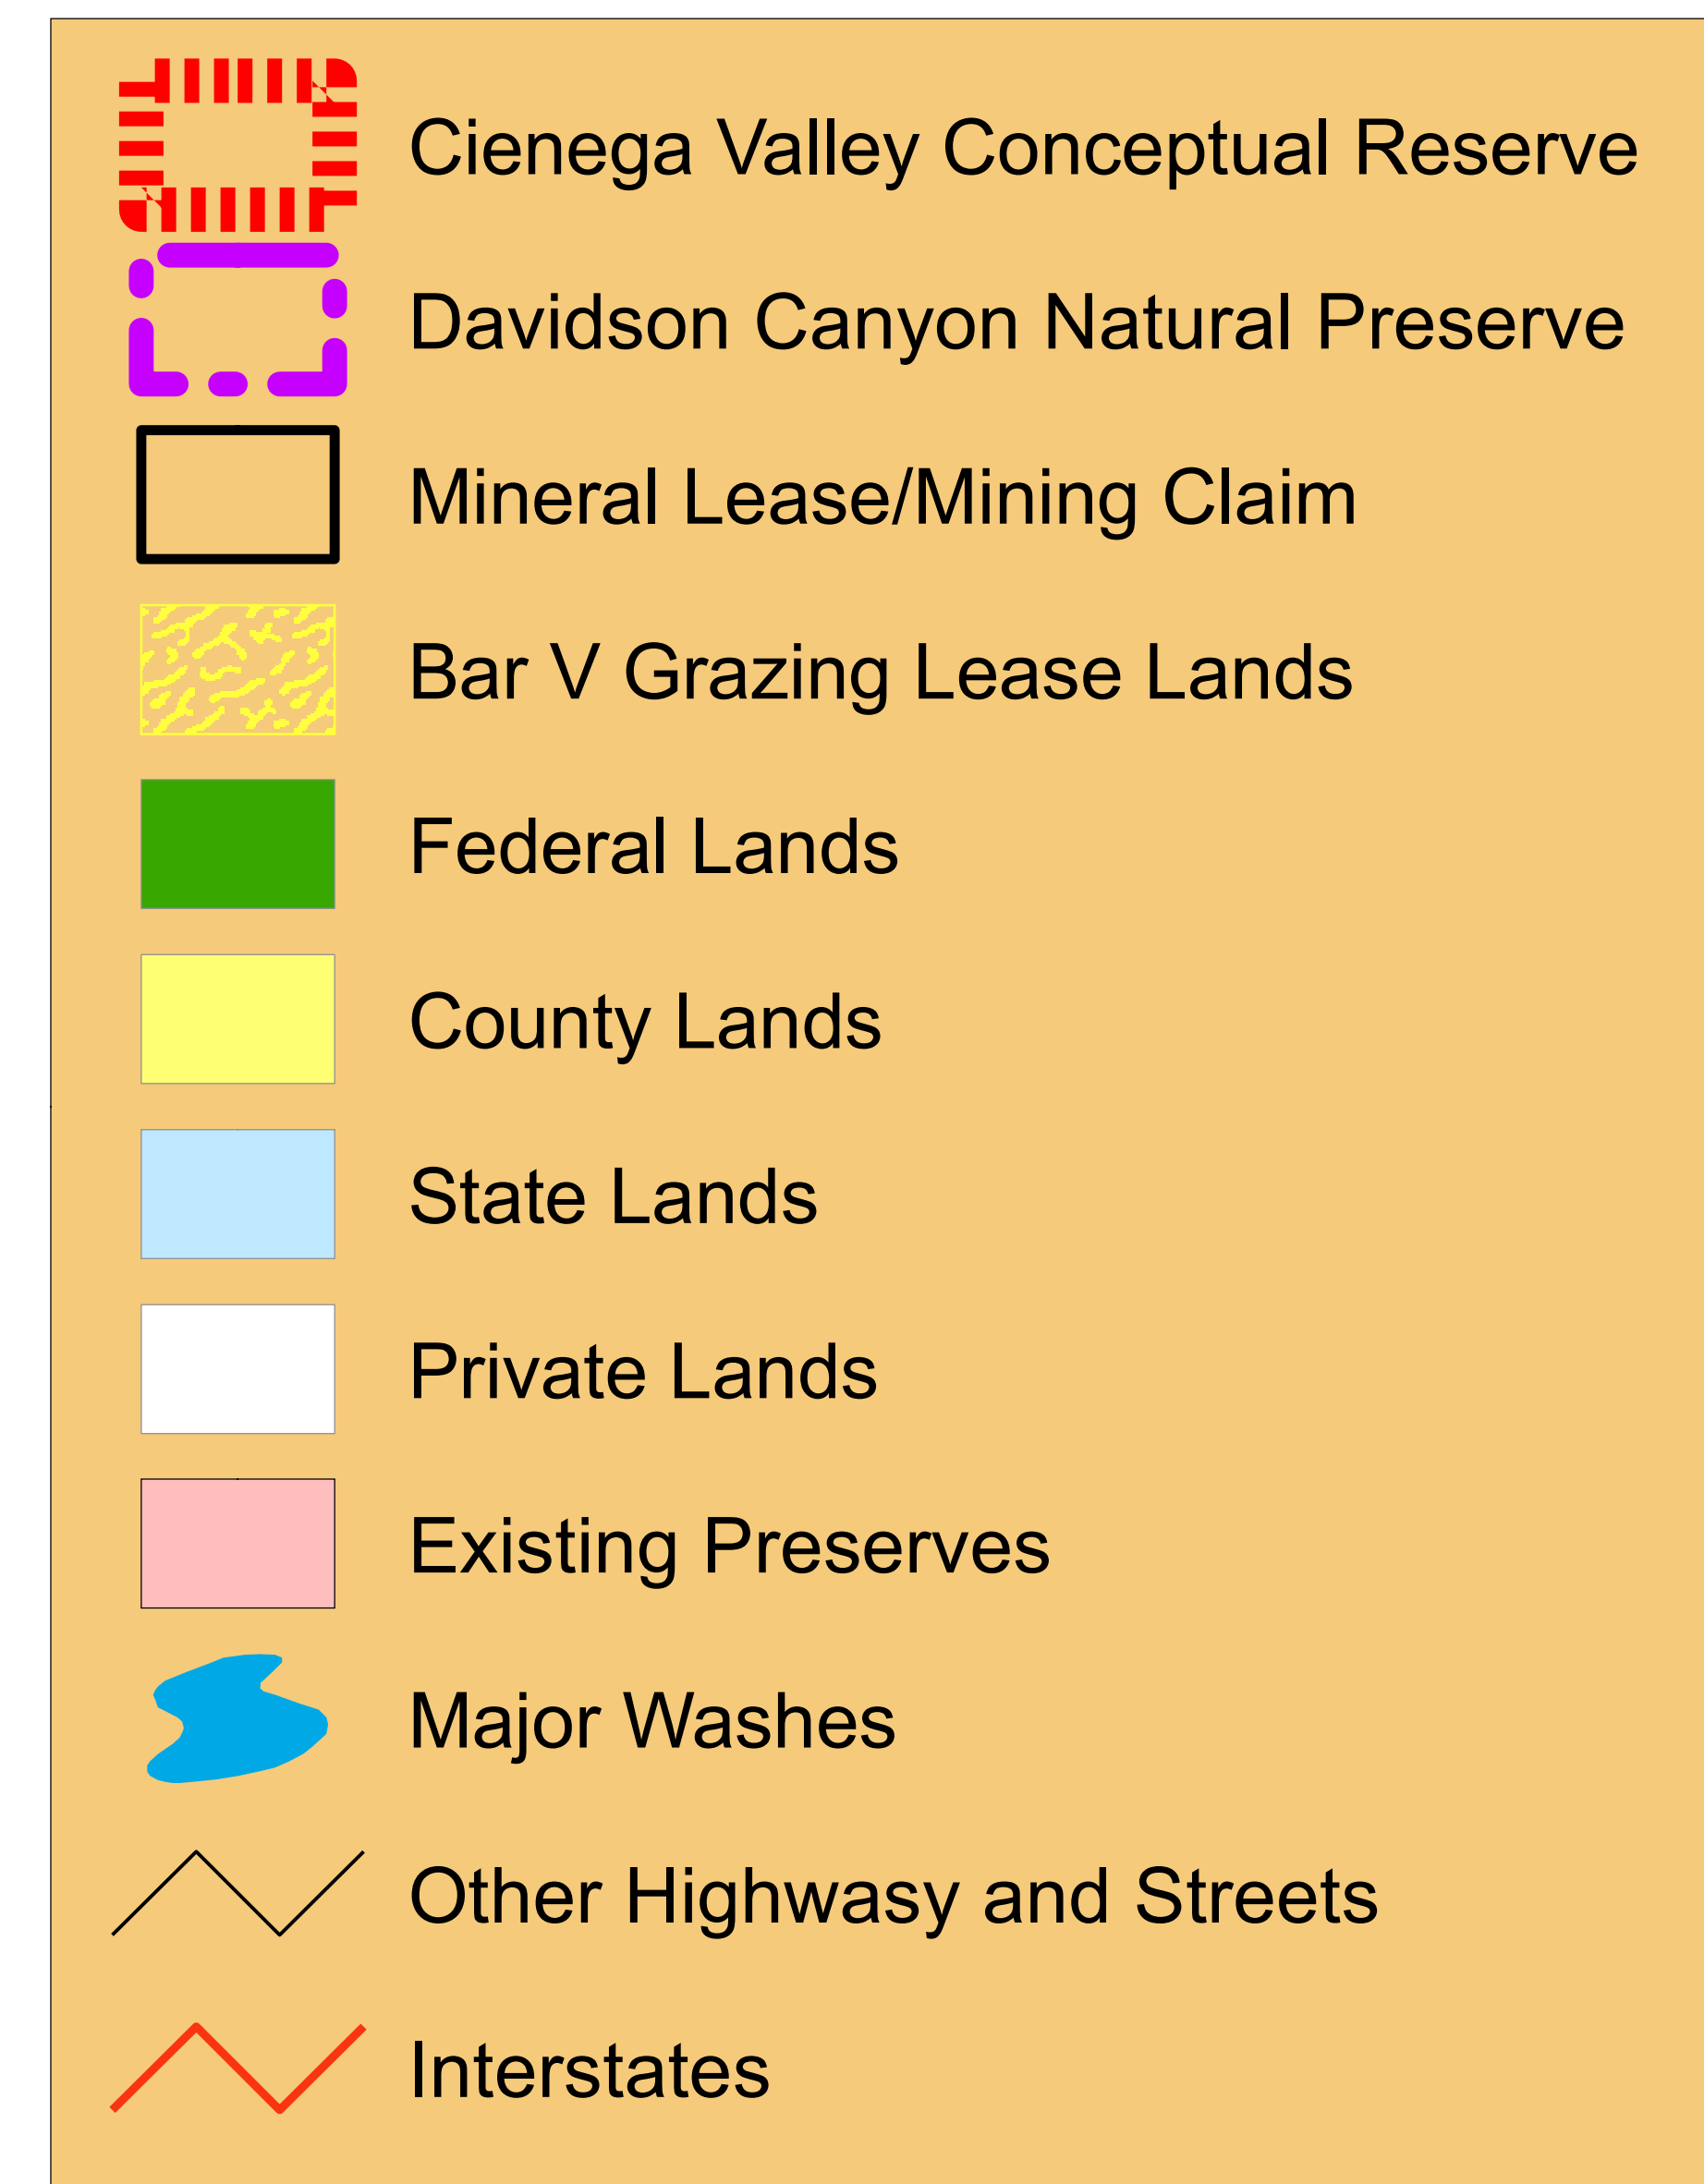 Cienega Valley Conceptual Reserve
Davidson Canyon Natural Preserve
Mineral Lease/Mining Claim
Bar V Grazing Lease Lands
Federal Lands
County Lands
State Lands
Private Lands
Existing Preserves
Major Washes
Other Highwasy and Streets
Interstates